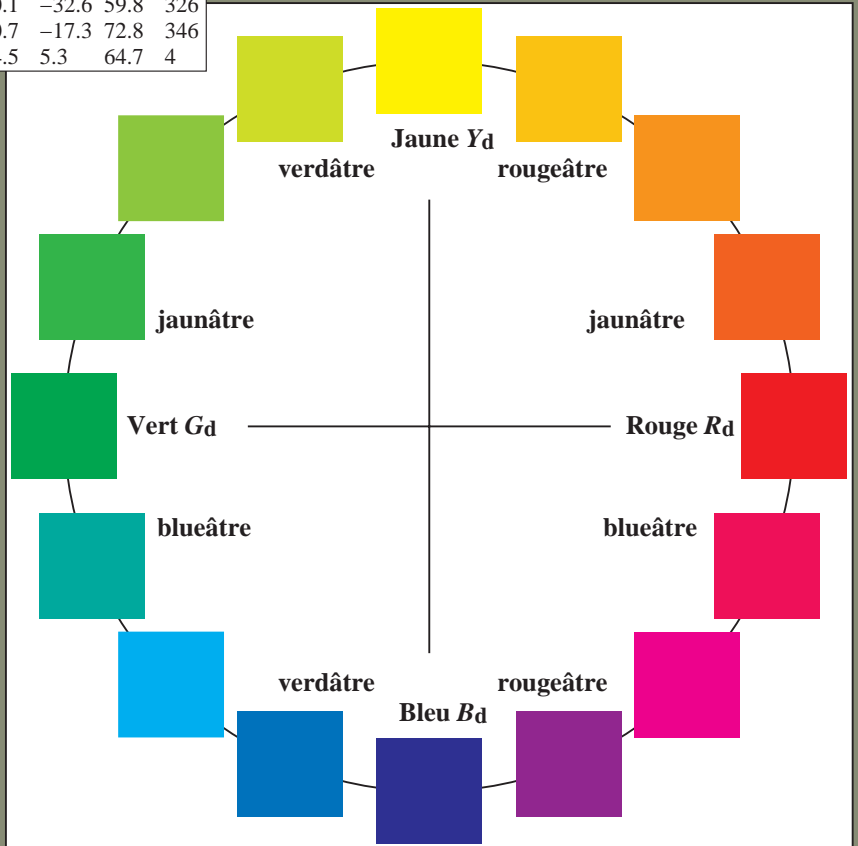 −32.6 59.8 326
−17.3 72.8 346
5.3 64.7 4
Jaune Yd
verdâtre rougeâtre
jaunâtre jaunâtre
Vert Gd Rouge Rd
blueâtre blueâtre
verdâtre rougeâtre
Bleu Bd